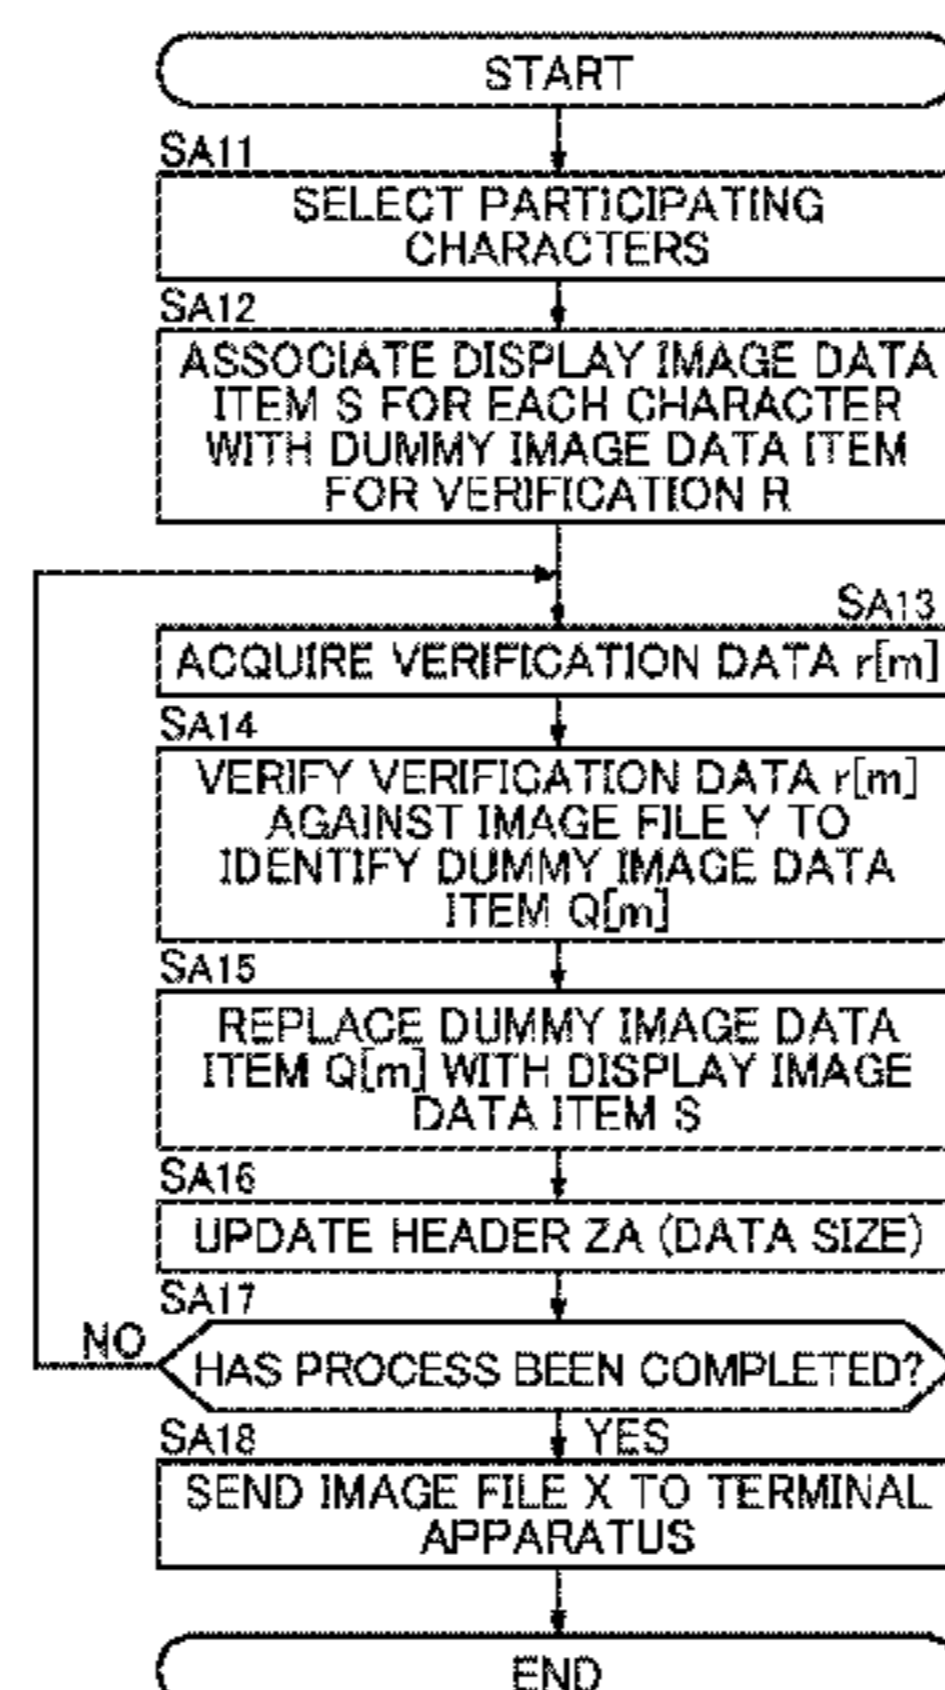 START
SA11
SELECT PARTICIPATING
CHARACTERS
SA12
ASSOCIATE DISPLAY IMAGE DATA
ITEM S FOR EACH CHARACTER
WITH DUMMY IMAGE DATA ITEM
FOR VERIFICATION R
SA13
ACQUIRE VERIFICATION DATA r[m]
SA14
VERIFY VERIFICATION DATA r[m]
AGAINST IMAGE FILE Y TO
IDENTIFY DUMMY IMAGE DATA
ITEM Q[m]
SA15
REPLACE DUMMY IMAGE DATA
ITEM Q[m] WITH DISPLAY IMAGE
DATA ITEM S
SA16
UPDATE HEADER ZA (DATA SIZE)
SA17
NO
HAS PROCESS BEEN COMPLETED?
SA18
YES
SEND IMAGE FILE X TO TERMINAL
APPARATUS
END